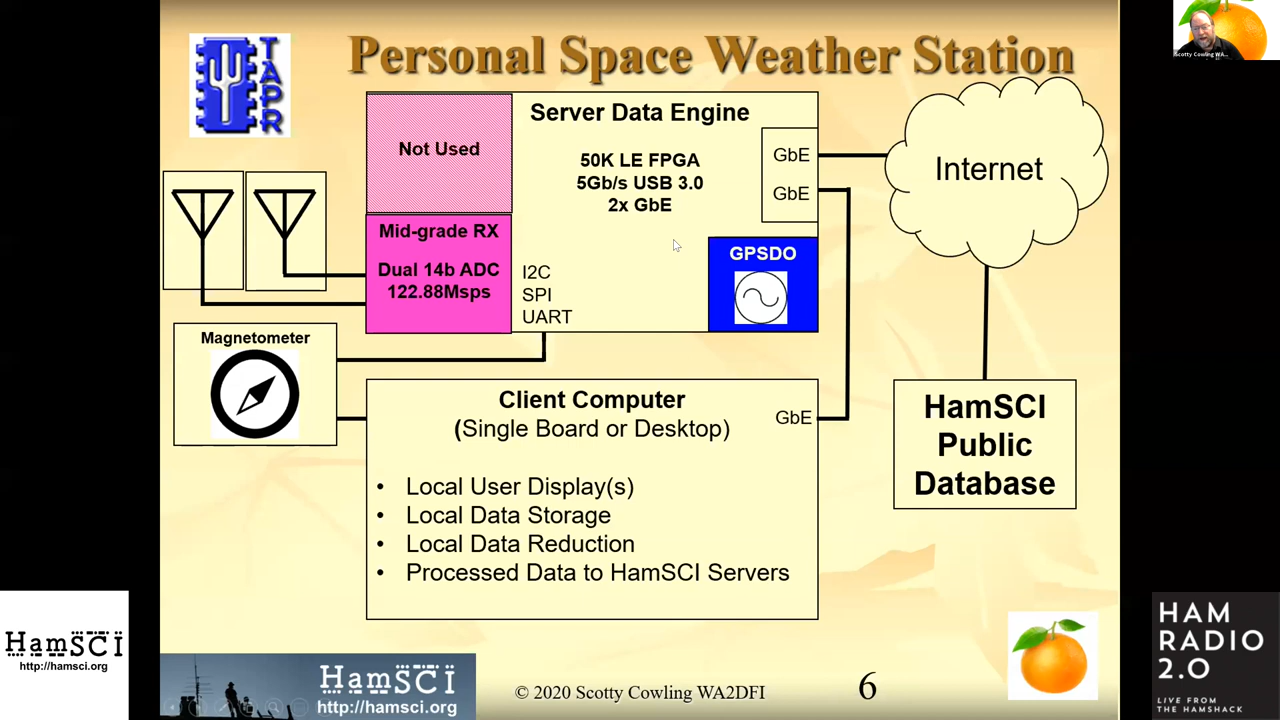 Personal Space Weather Station
TAPR
Scotty Cowling WA...
Not Used
Server Data Engine
50K LE FPGA
5Gb/s USB 3.0
2x GbE
GbE
GbE
Internet
Mid-grade RX
Dual 14b ADC
122.88Msps
I2C
SPI
UART
GPSDO
Magnetometer
Client Computer
(Single Board or Desktop)
GbE
• Local User Display(s)
• Local Data Storage
• Local Data Reduction
• Processed Data to HamSCI Servers
HamSCI
Public
Database
HamSCI
http://hamsci.org
HamSCI
http://hamsci.org
© 2020 Scotty Cowling WA2DFI
6
HAM
RADIO
2.0
LIVE FROM
THE HAMSHACK